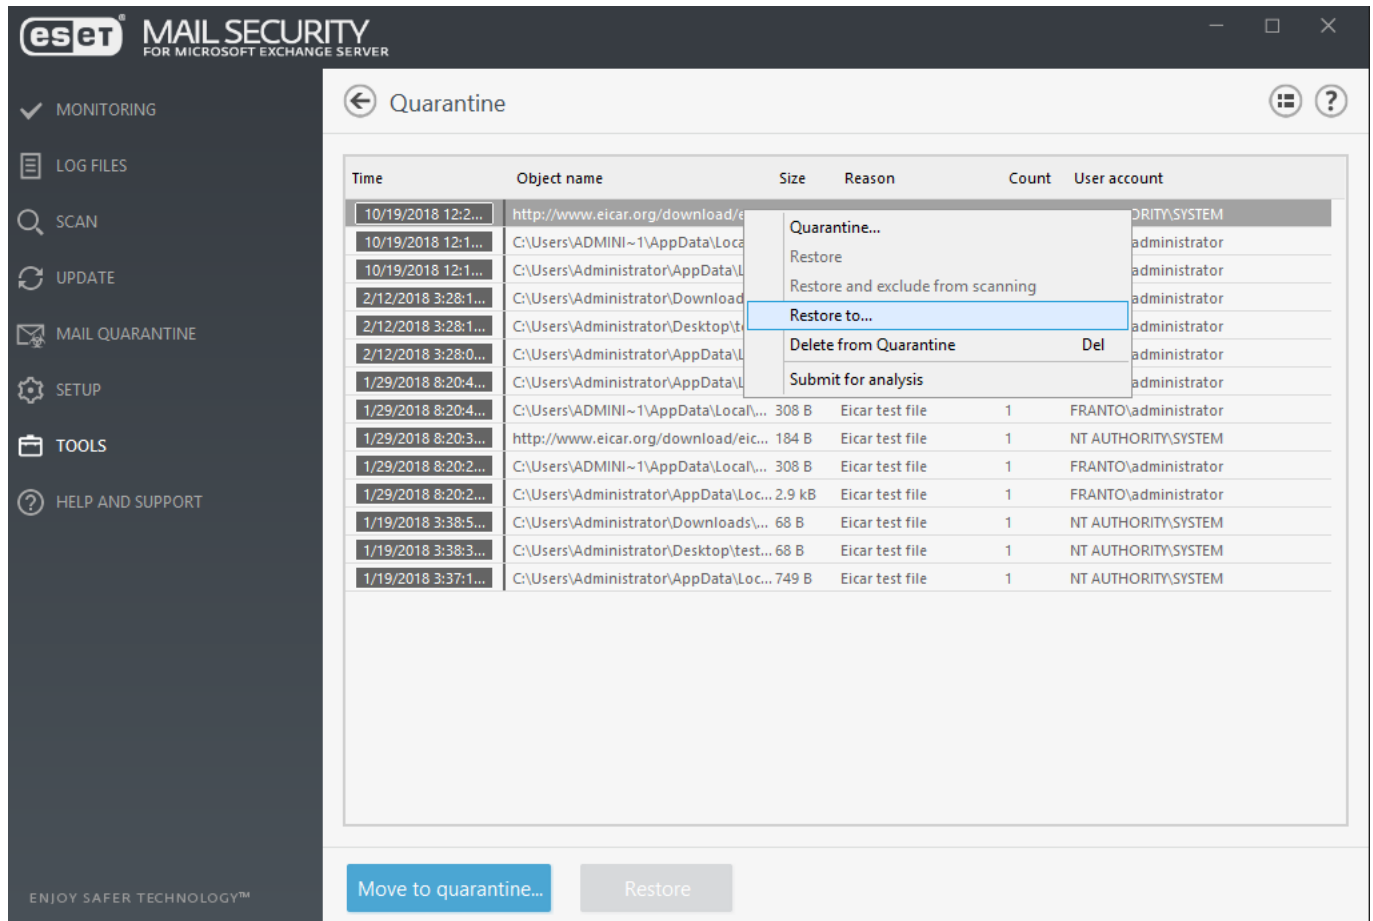 eseT® MAIL SECURITY
FOR MICROSOFT EXCHANGE SERVER
MONITORING
LOG FILES
SCAN
UPDATE
MAIL QUARANTINE
SETUP
TOOLS
HELP AND SUPPORT
ENJOY SAFER TECHNOLOGY™
Quarantine
?
Time Object name Size Reason Count User account
10/19/2018 12:2... http://www.eicar.org/download/e ORITY\SYSTEM
10/19/2018 12:1... C:\Users\ADMINI~1\AppData\Loca administrator
10/19/2018 12:1... C:\Users\Administrator\AppData\L administrator
2/12/2018 3:28:1... C:\Users\Administrator\Download administrator
2/12/2018 3:28:1... C:\Users\Administrator\Desktop\t administrator
2/12/2018 3:28:0... C:\Users\Administrator\AppData\L administrator
1/29/2018 8:20:4... C:\Users\Administrator\AppData\L administrator
1/29/2018 8:20:4... C:\Users\ADMINI~1\AppData\Local\... 308 B Eicar test file 1 FRANTO\administrator
1/29/2018 8:20:3... http://www.eicar.org/download/eic... 184 B Eicar test file 1 NT AUTHORITY\SYSTEM
1/29/2018 8:20:2... C:\Users\ADMINI~1\AppData\Local\... 308 B Eicar test file 1 FRANTO\administrator
1/29/2018 8:20:2... C:\Users\Administrator\AppData\Loc... 2.9 kB Eicar test file 1 FRANTO\administrator
1/19/2018 3:38:5... C:\Users\Administrator\Downloads\... 68 B Eicar test file 1 NT AUTHORITY\SYSTEM
1/19/2018 3:38:3... C:\Users\Administrator\Desktop\test... 68 B Eicar test file 1 NT AUTHORITY\SYSTEM
1/19/2018 3:37:1... C:\Users\Administrator\AppData\Loc... 749 B Eicar test file 1 NT AUTHORITY\SYSTEM
Quarantine...
Restore
Restore and exclude from scanning
Restore to...
Delete from Quarantine Del
Submit for analysis
Move to quarantine... Restore